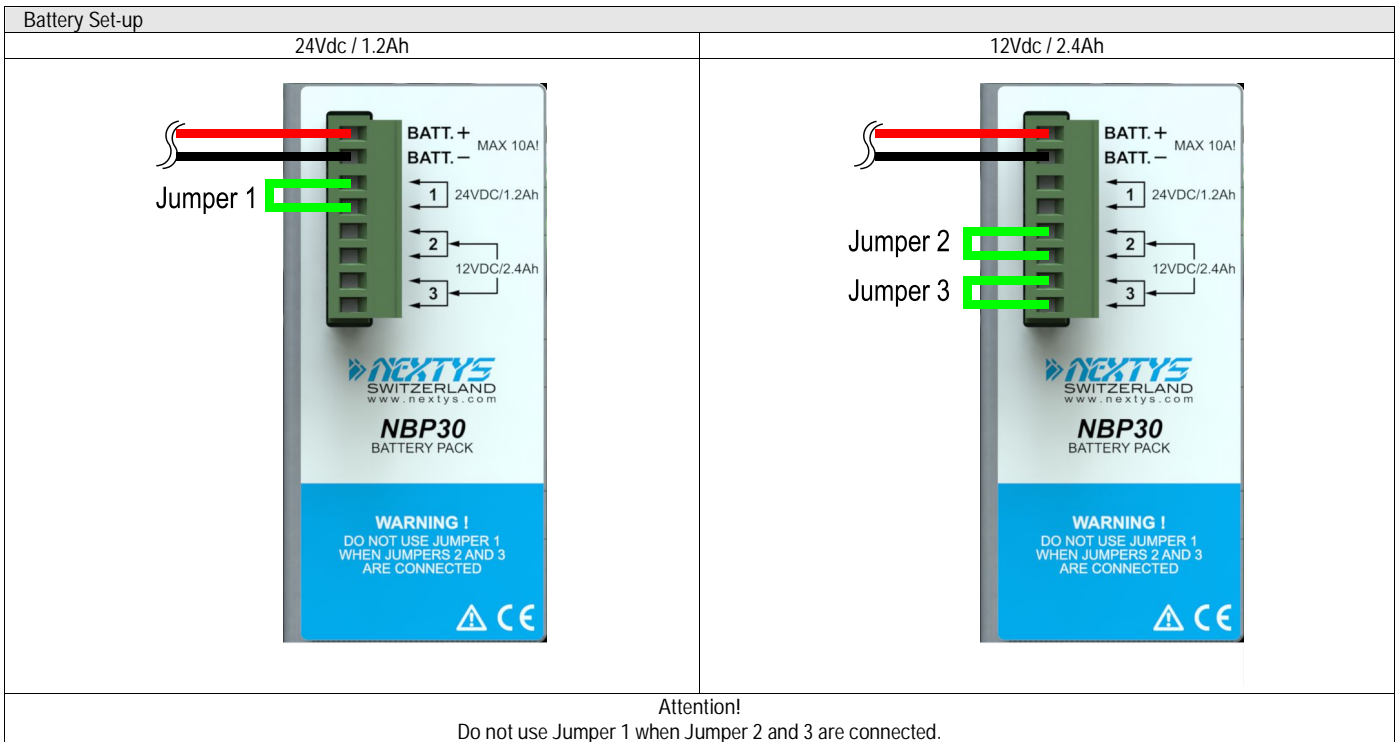 Battery Set-up
24Vdc / 1.2Ah
12Vdc / 2.4Ah
BATT. +
MAX 10A!
BATT. –
Jumper 1
1
24VDC/1.2Ah
2
12VDC/2.4Ah
3
NEXTYS
SWITZERLAND
www.nextys.com
NBP30
BATTERY PACK
WARNING !
DO NOT USE JUMPER 1
WHEN JUMPERS 2 AND 3
ARE CONNECTED
CE
BATT. +
MAX 10A!
BATT. –
1
24VDC/1.2Ah
Jumper 2
2
12VDC/2.4Ah
Jumper 3
3
NEXTYS
SWITZERLAND
www.nextys.com
NBP30
BATTERY PACK
WARNING !
DO NOT USE JUMPER 1
WHEN JUMPERS 2 AND 3
ARE CONNECTED
CE
Attention!
Do not use Jumper 1 when Jumper 2 and 3 are connected.